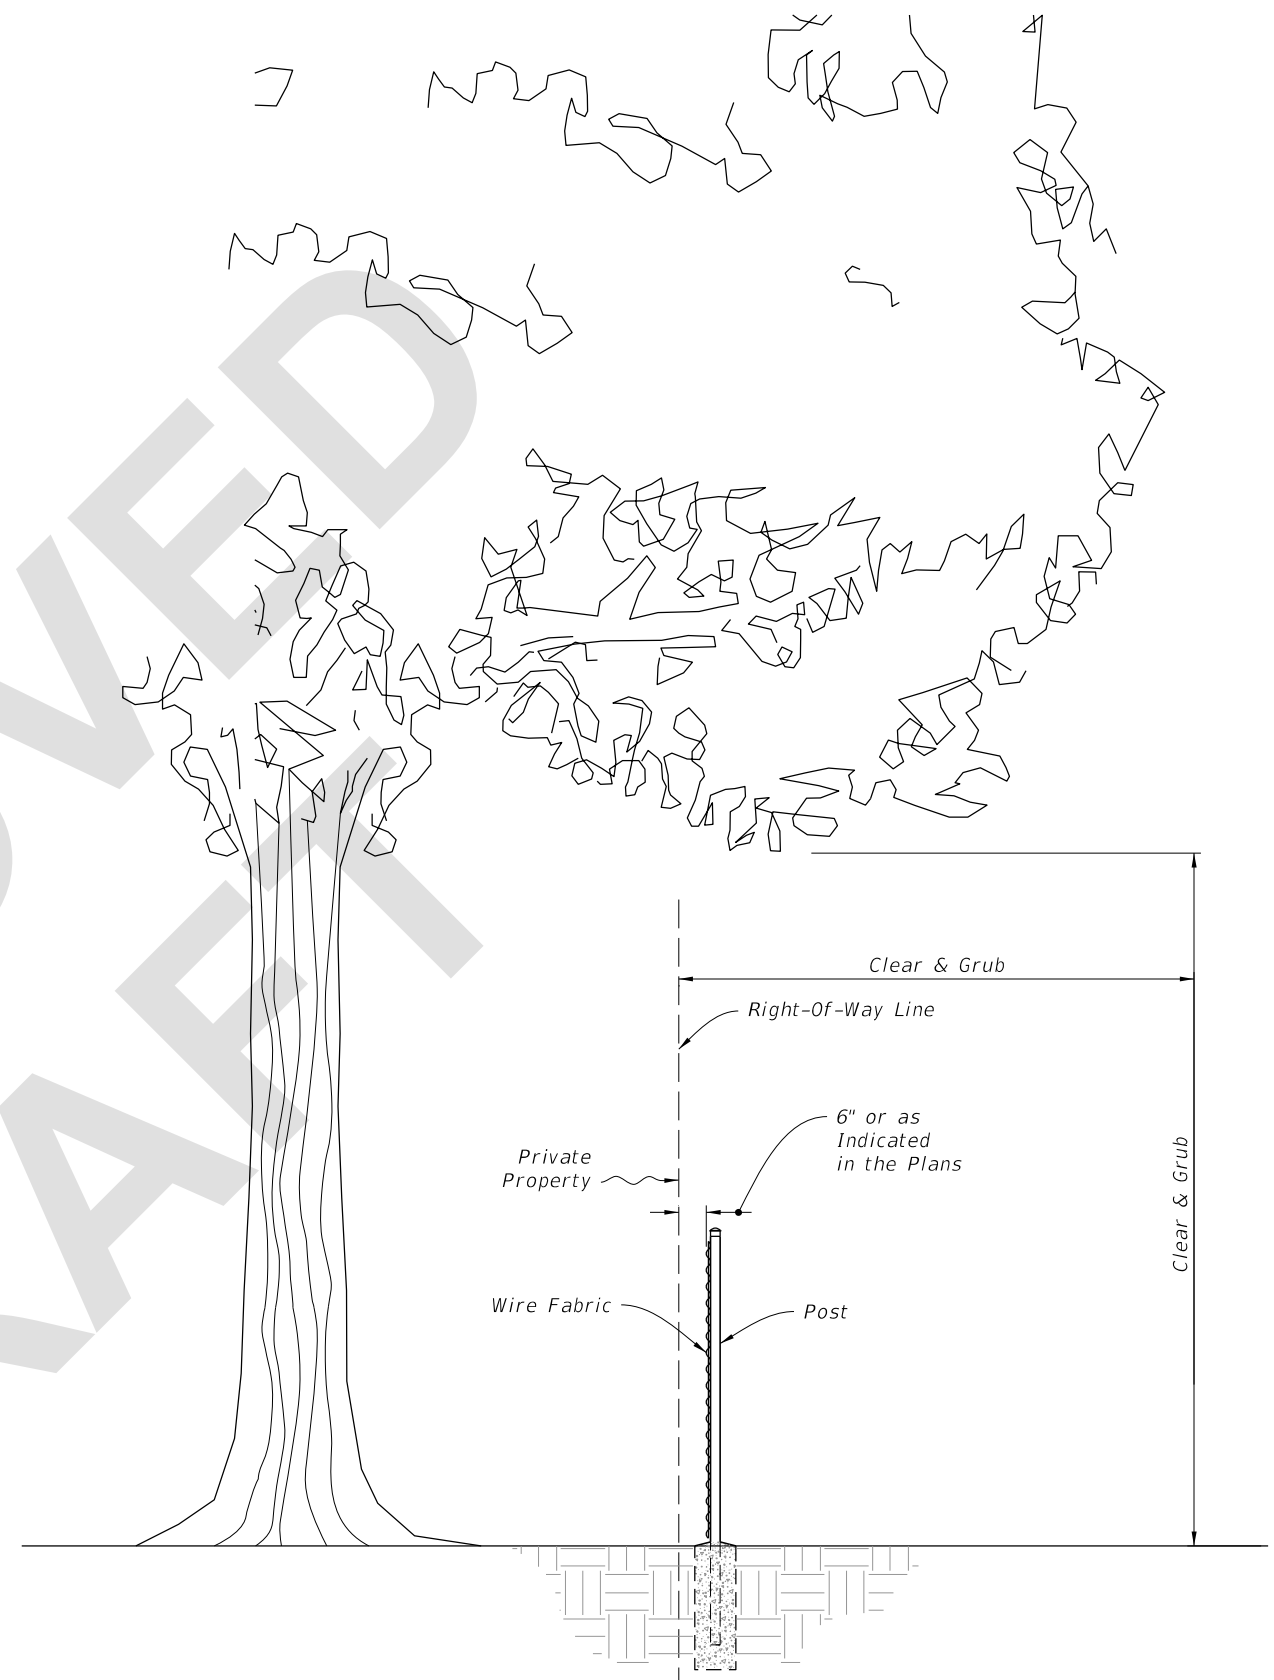 Clear & Grub
Right-Of-Way Line
6" or as
Indicated
in the Plans
Private
Property
Clear & Grub
Wire Fabric
Post